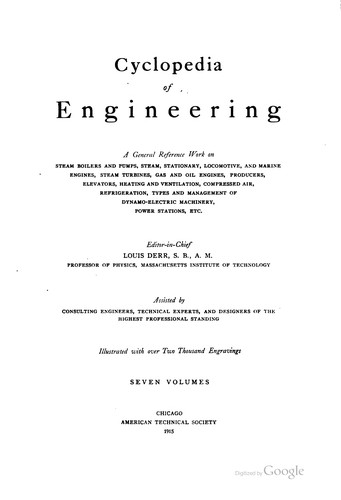 Cyclopedia
of
Engineering
A General Reference Work on
STEAM BOILERS AND PUMPS, STEAM, STATIONARY, LOCOMOTIVE, AND MARINE
ENGINES, STEAM TURBINES, GAS AND OIL ENGINES, PRODUCERS,
ELEVATORS, HEATING AND VENTILATION, COMPRESSED AIR,
REFRIGERATION, TYPES AND MANAGEMENT OF
DYNAMO-ELECTRIC MACHINERY,
POWER STATIONS, ETC.
Editor-in-Chief
LOUIS DERR, S. B., A. M.
PROFESSOR OF PHYSICS, MASSACHUSETTS INSTITUTE OF TECHNOLOGY
Assisted by
CONSULTING ENGINEERS, TECHNICAL EXPERTS, AND DESIGNERS OF THE
HIGHEST PROFESSIONAL STANDING
Illustrated with over Two Thousand Engravings
SEVEN VOLUMES
CHICAGO
AMERICAN TECHNICAL SOCIETY
1915
Digitized by Google